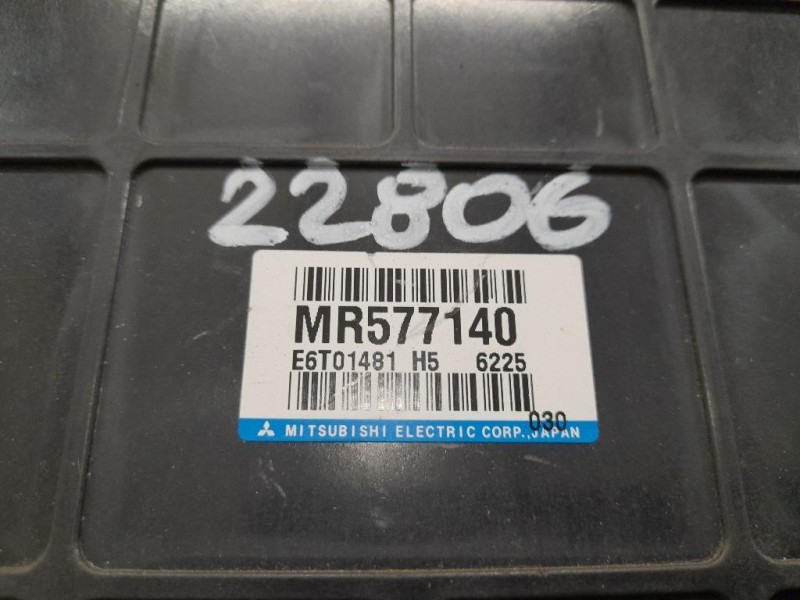 22806
MR577140
E6T01481 H5 6225
030
MITSUBISHI ELECTRIC CORP., JAPAN